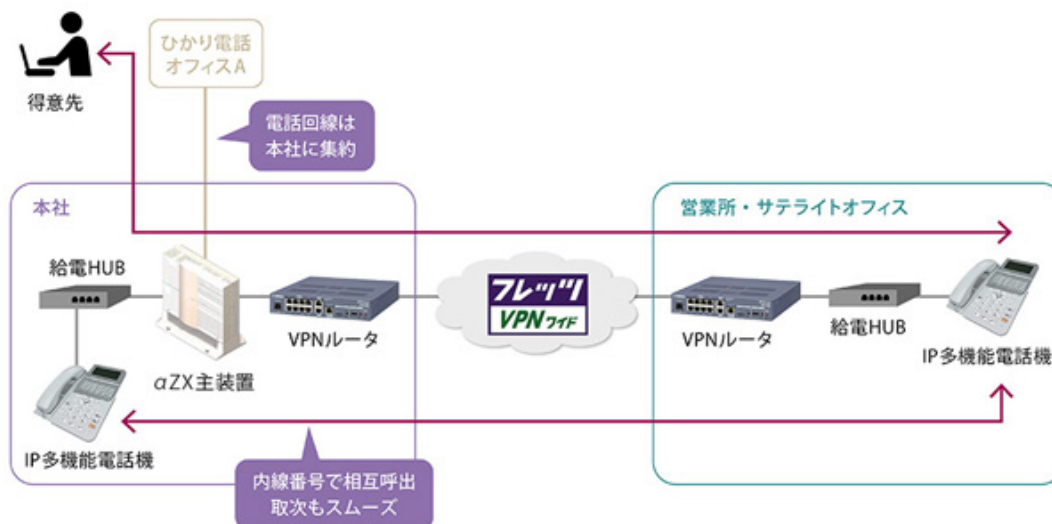 ひかり電話
オフィスA
得意先
電話回線は
本社に集約
本社
営業所・サテライトオフィス
給電HUB
フレッツ
VPNワイド
VPNルータ
VPNルータ
給電HUB
IP多機能電話機
αZX主装置
IP多機能電話機
内線番号で相互呼出
取次もスムーズ